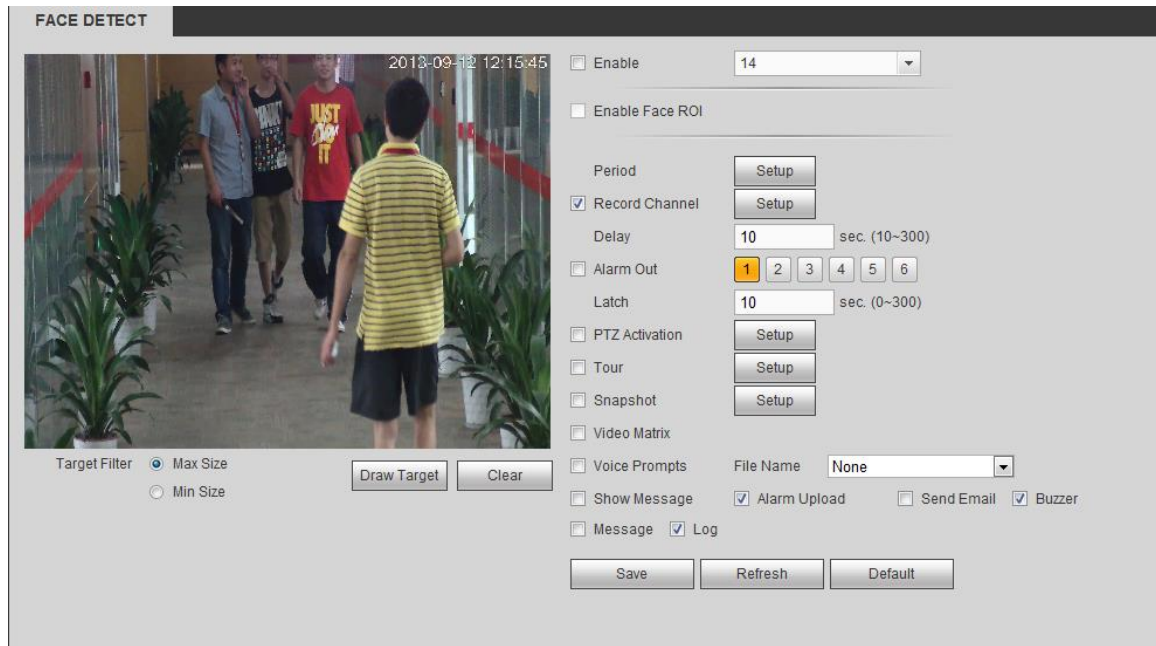 FACE DETECT
2013-09-12 12:15:45
JUST
DO
IT
Target Filter Max Size
Min Size
Draw Target Clear
Enable 14
Enable Face ROI
Period Setup
Record Channel Setup
Delay 10 sec. (10~300)
Alarm Out 1 2 3 4 5 6
Latch 10 sec. (0~300)
PTZ Activation Setup
Tour Setup
Snapshot Setup
Video Matrix
Voice Prompts File Name None
Show Message Alarm Upload Send Email Buzzer
Message Log
Save Refresh Default